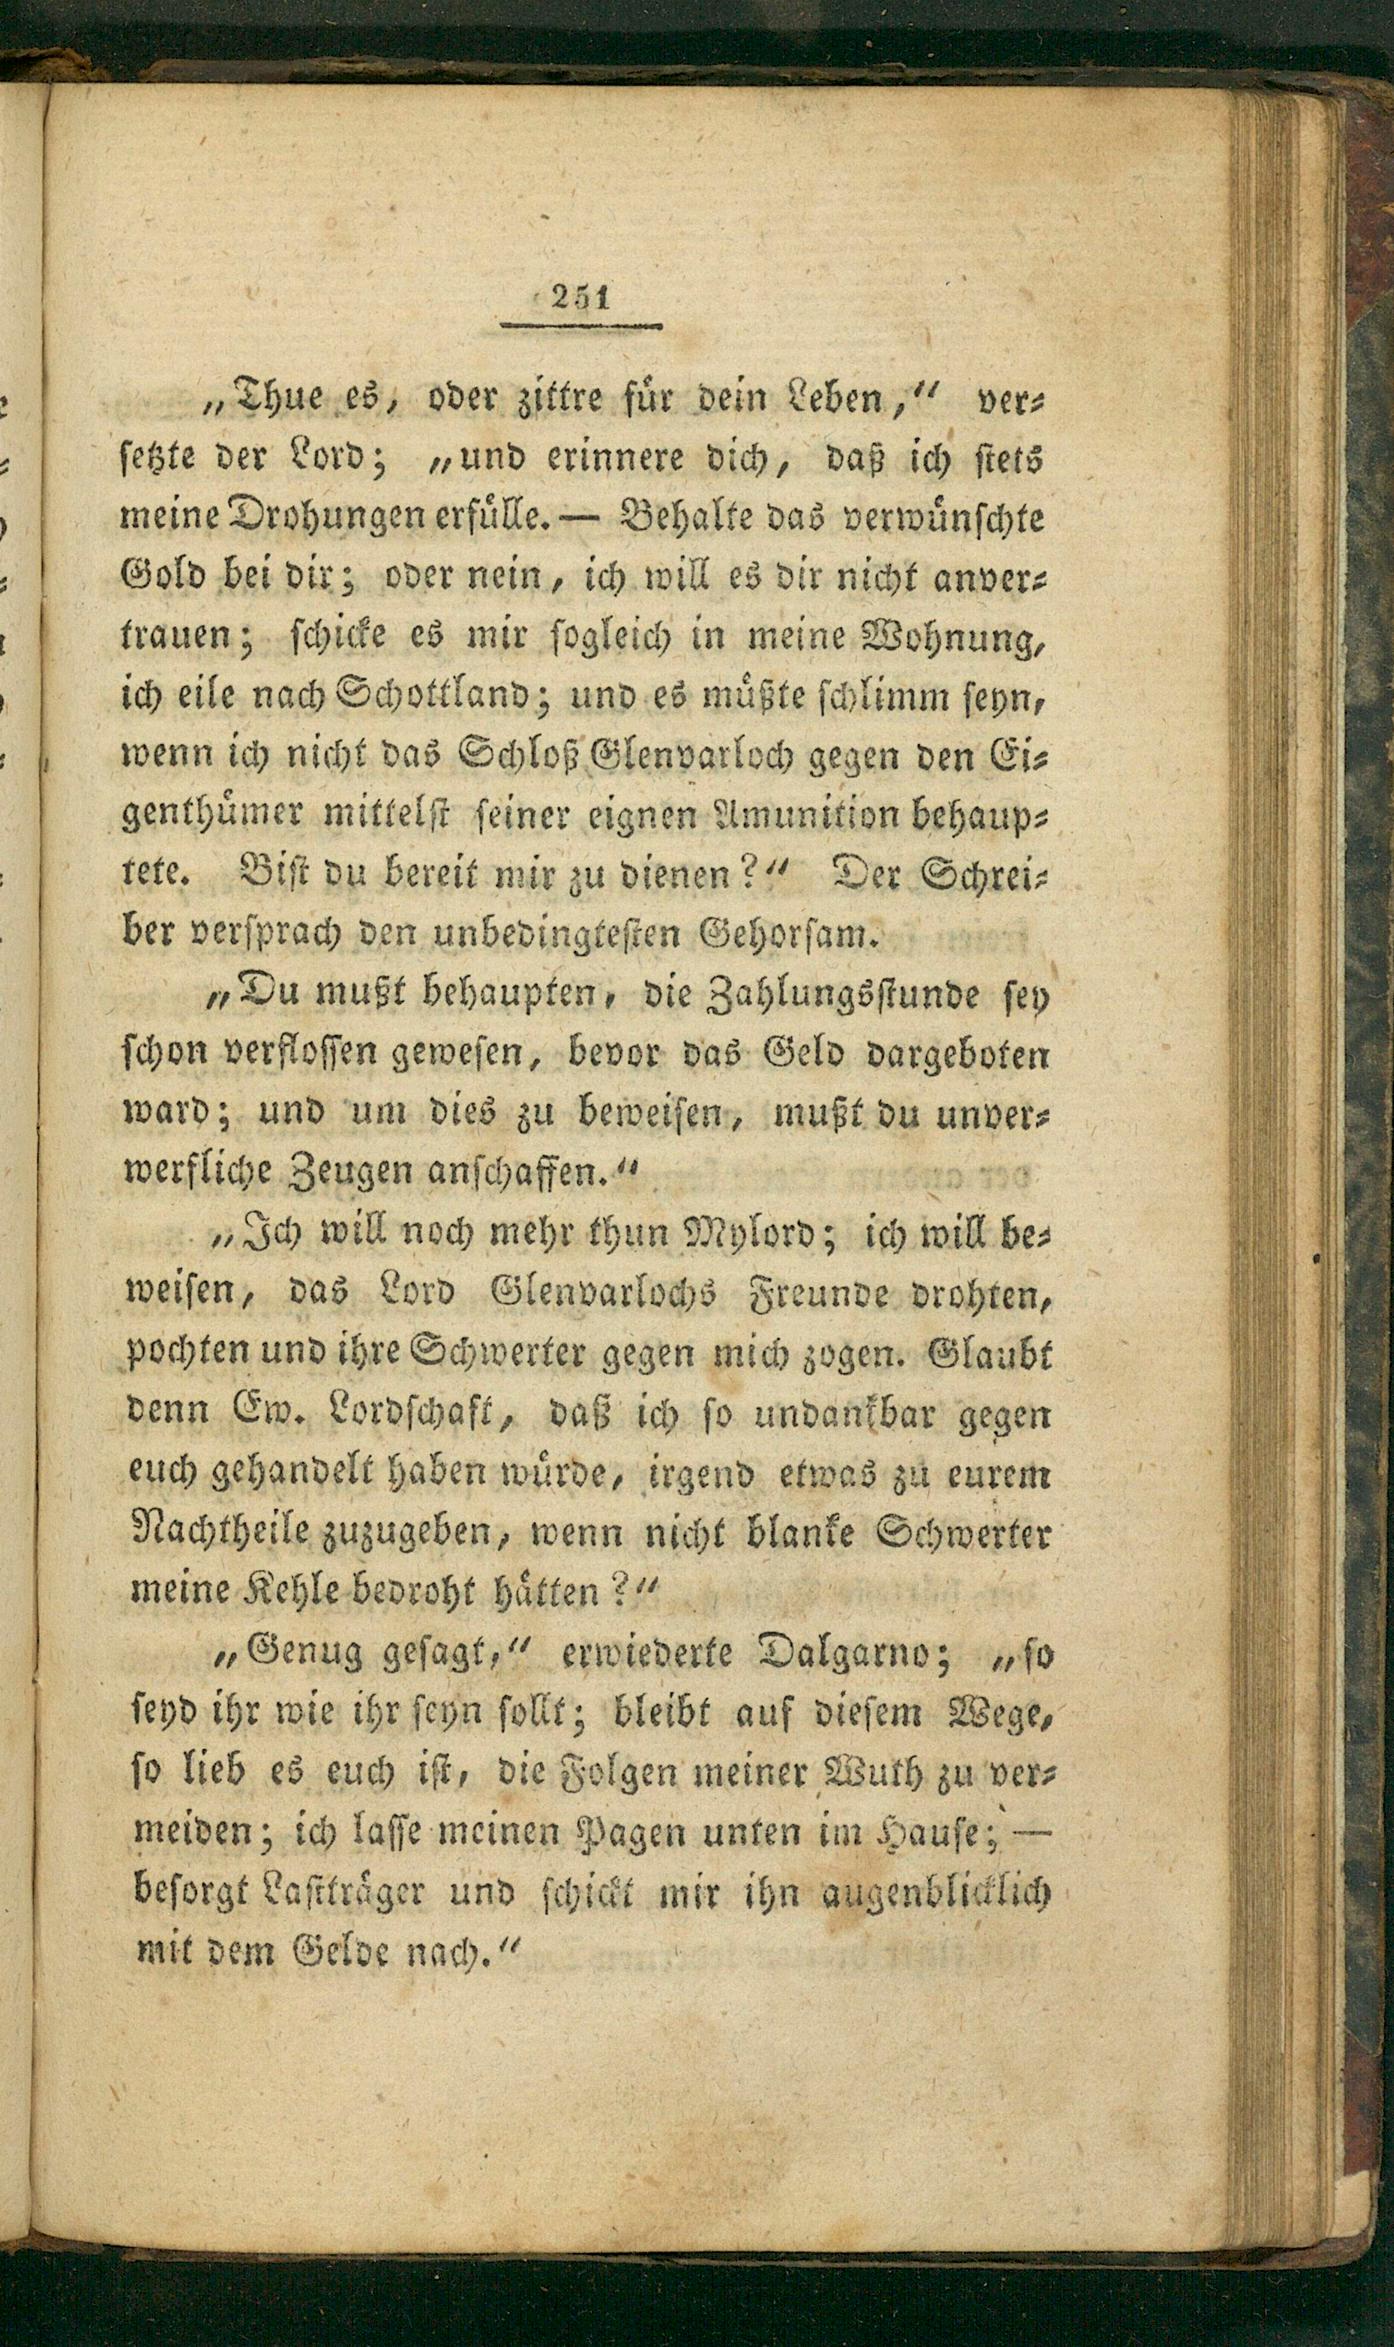 251
„Thue es, oder zittre für dein Leben,“ ver⸗
setzte der Lord; „und erinnere dich, daß ich stets
meine Drohungen erfülle. — Behalte das verwünschte
Gold bei dir; oder nein, ich will es dir nicht anver⸗
trauen; schicke es mir sogleich in meine Wohnung,
ich eile nach Schottland; und es müßte schlimm seyn,
wenn ich nicht das Schloß Glenvarloch gegen den Ei⸗
genthümer mittelst seiner eignen Amunition behaup⸗
tete. Bist du bereit mir zu dienen?“ Der Schrei⸗
ber versprach den unbedingtesten Gehorsam.
„Du mußt behaupten, die Zahlungsstunde sey
schon verflossen gewesen, bevor das Geld dargeboten
ward; und um dies zu beweisen, mußt du unver⸗
werfliche Zeugen anschaffen.“
„Ich will noch mehr thun Mylord; ich will be⸗
weisen, das Lord Glenvarlochs Freunde drohten,
pochten und ihre Schwerter gegen mich zogen. Glaubt
denn Ew. Lordschaft, daß ich so undankbar gegen
euch gehandelt haben würde, irgend etwas zu eurem
Nachtheile zuzugeben, wenn nicht blanke Schwerter
meine Kehle bedroht hätten?“
„Genug gesagt,“ erwiederte Dalgarno; „so
seyd ihr wie ihr seyn sollt; bleibt auf diesem Wege,
so lieb es euch ist, die Folgen meiner Wuth zu ver⸗
meiden; ich lasse meinen Pagen unten im Hause; —
besorgt Lastträger und schickt mir ihn augenblicklich
mit dem Gelde nach.“